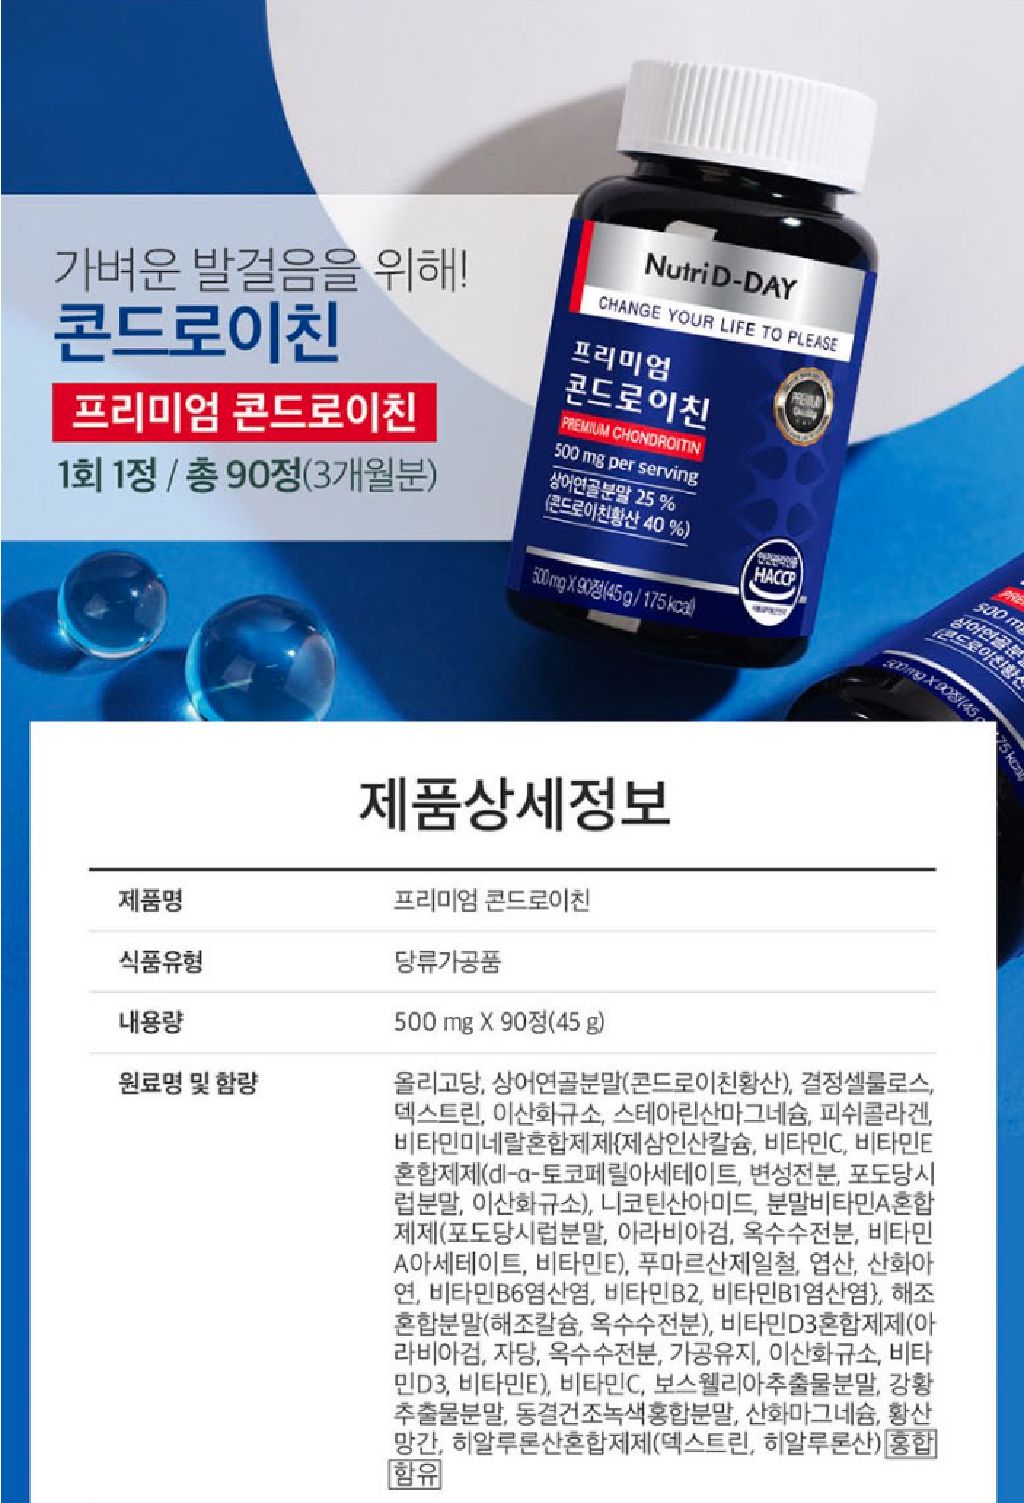 가벼운 발걸음을 위해!
콘드로이친
프리미엄 콘드로이친
1회 1정 / 총 90정(3개월분)
Nutri D-DAY
CHANGE YOUR LIFE TO PLEASE
프리미엄
콘드로이친
PREMIUM CHONDROITIN
500 mg per serving
상어연골분말 25 %
(콘드로이친황산 40 %)
500 mg X 90정(45 g / 175 kcal)
PREMIUM
Quality
안전관리인증
HACCP
제품상세정보
제품명 프리미엄 콘드로이친
식품유형 당류가공품
내용량 500 mg X 90정(45 g)
원료명 및 함량 올리고당, 상어연골분말(콘드로이친황산), 결정셀룰로스,
덱스트린, 이산화규소, 스테아린산마그네슘, 피쉬콜라겐,
비타민미네랄혼합제제{제삼인산칼슘, 비타민C, 비타민E
혼합제제(dl-α-토코페릴아세테이트, 변성전분, 포도당시
럽분말, 이산화규소), 니코틴산아미드, 분말비타민A혼합
제제(포도당시럽분말, 아라비아검, 옥수수전분, 비타민
A아세테이트, 비타민E), 푸마르산제일철, 엽산, 산화아
연, 비타민B6염산염, 비타민B2, 비타민B1염산염}, 해조
혼합분말(해조칼슘, 옥수수전분), 비타민D3혼합제제(아
라비아검, 자당, 옥수수전분, 가공유지, 이산화규소, 비타
민D3, 비타민E), 비타민C, 보스웰리아추출물분말, 강황
추출물분말, 동결건조녹색홍합분말, 산화마그네슘, 황산
망간, 히알루론산혼합제제(덱스트린, 히알루론산) 홍합
함유